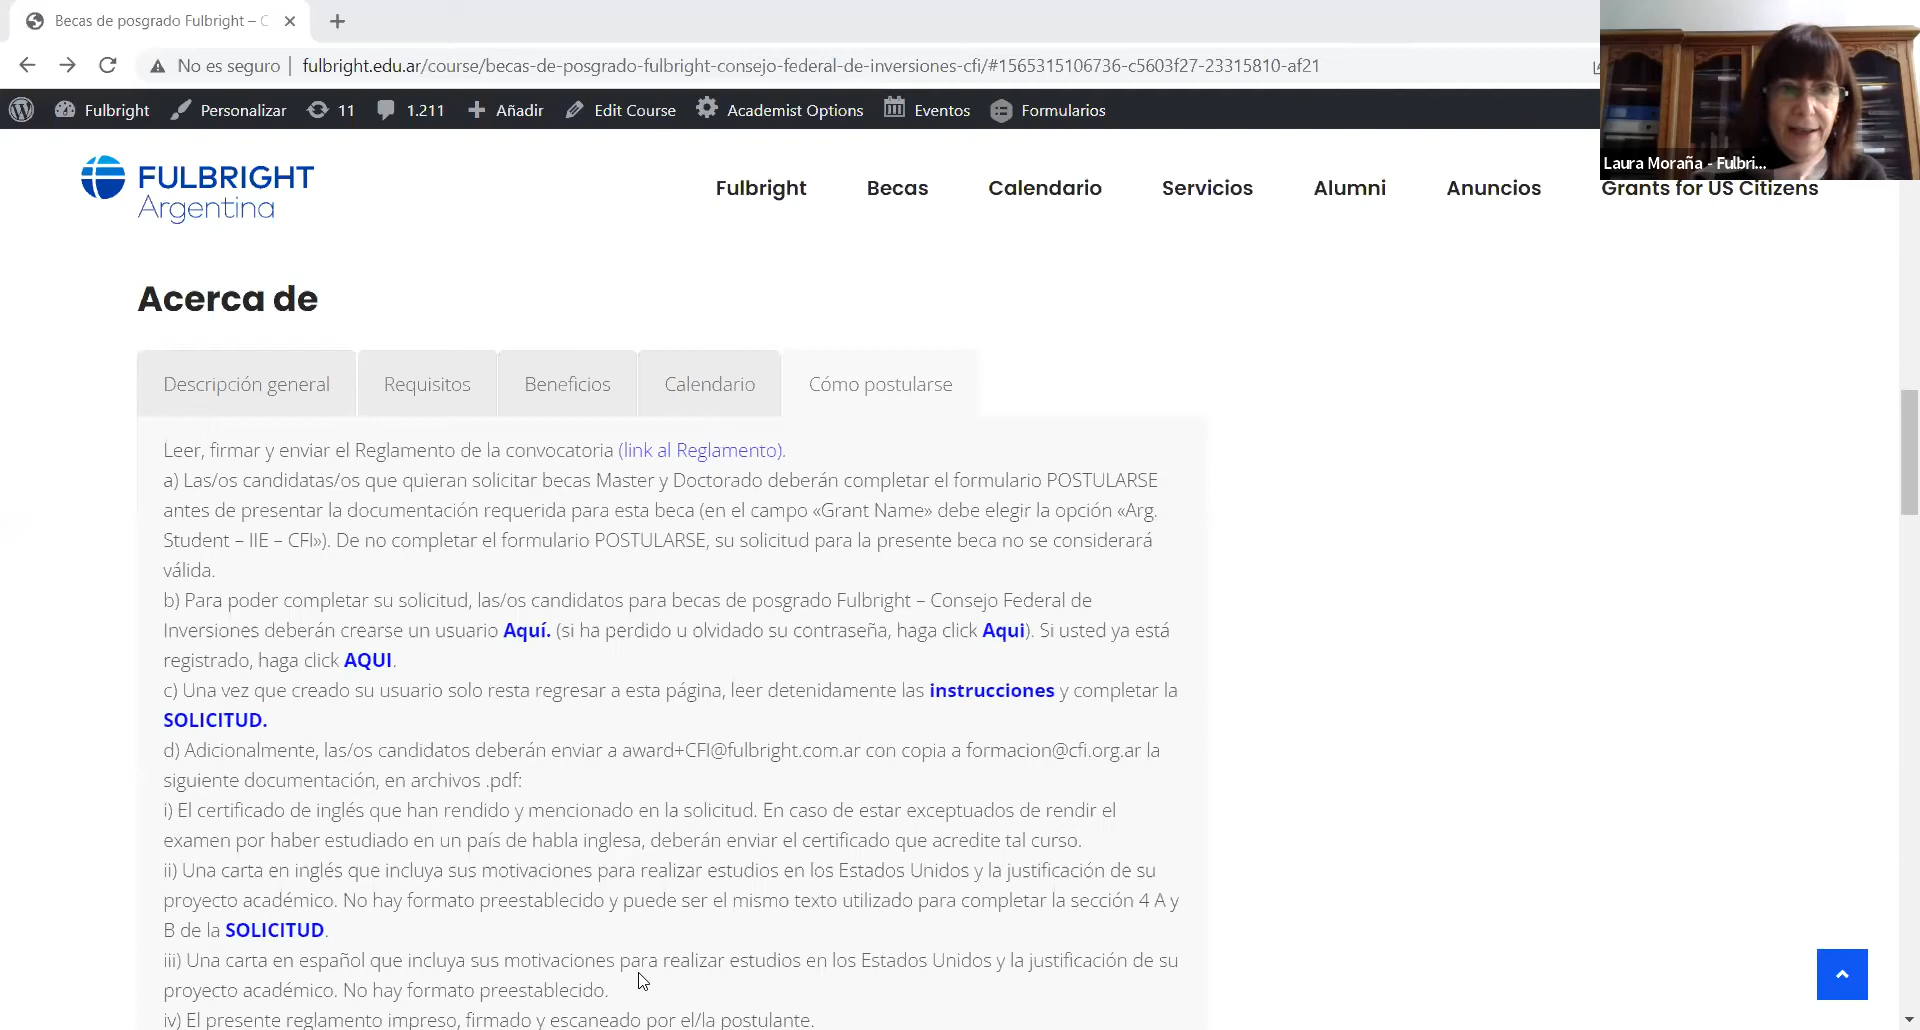 Becas de posgrado Fulbright – C
No es seguro
fulbright.edu.ar/course/becas-de-posgrado-fulbright-consejo-federal-de-inversiones-cfi/#1565315106736-c5603f27-23315810-af21
Fulbright
Personalizar
11
1.211
Añadir
Edit Course
Academist Options
Eventos
Formularios
Laura Moraña - Fulbri...
FULBRIGHT
Argentina
Fulbright
Becas
Calendario
Servicios
Alumni
Anuncios
Grants for US Citizens
Acerca de
Descripción general
Requisitos
Beneficios
Calendario
Cómo postularse
Leer, firmar y enviar el Reglamento de la convocatoria (link al Reglamento).
a) Las/os candidatas/os que quieran solicitar becas Master y Doctorado deberán completar el formulario POSTULARSE
antes de presentar la documentación requerida para esta beca (en el campo «Grant Name» debe elegir la opción «Arg.
Student – IIE – CFI»). De no completar el formulario POSTULARSE, su solicitud para la presente beca no se considerará
válida.
b) Para poder completar su solicitud, las/os candidatos para becas de posgrado Fulbright – Consejo Federal de
Inversiones deberán crearse un usuario Aquí. (si ha perdido u olvidado su contraseña, haga click Aqui). Si usted ya está
registrado, haga click AQUI.
c) Una vez que creado su usuario solo resta regresar a esta página, leer detenidamente las instrucciones y completar la
SOLICITUD.
d) Adicionalmente, las/os candidatos deberán enviar a award+CFI@fulbright.com.ar con copia a formacion@cfi.org.ar la
siguiente documentación, en archivos .pdf:
i) El certificado de inglés que han rendido y mencionado en la solicitud. En caso de estar exceptuados de rendir el
examen por haber estudiado en un país de habla inglesa, deberán enviar el certificado que acredite tal curso.
ii) Una carta en inglés que incluya sus motivaciones para realizar estudios en los Estados Unidos y la justificación de su
proyecto académico. No hay formato preestablecido y puede ser el mismo texto utilizado para completar la sección 4 A y
B de la SOLICITUD.
iii) Una carta en español que incluya sus motivaciones para realizar estudios en los Estados Unidos y la justificación de su
proyecto académico. No hay formato preestablecido.
iv) El presente reglamento impreso, firmado y escaneado por el/la postulante.